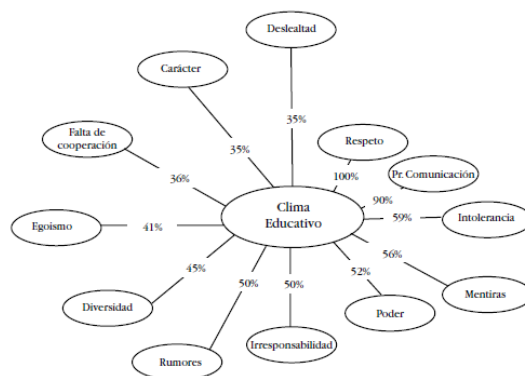 Deslealtad
Carácter
35%
35%
Falta de
cooperación
Respeto
100%
Pr. Comunicación
36%
90%
Clima
Educativo
Egoismo
41%
59%
Intolerancia
45%
56%
Diversidad
50%
50%
52%
Mentiras
Poder
Rumores
Irresponsabilidad